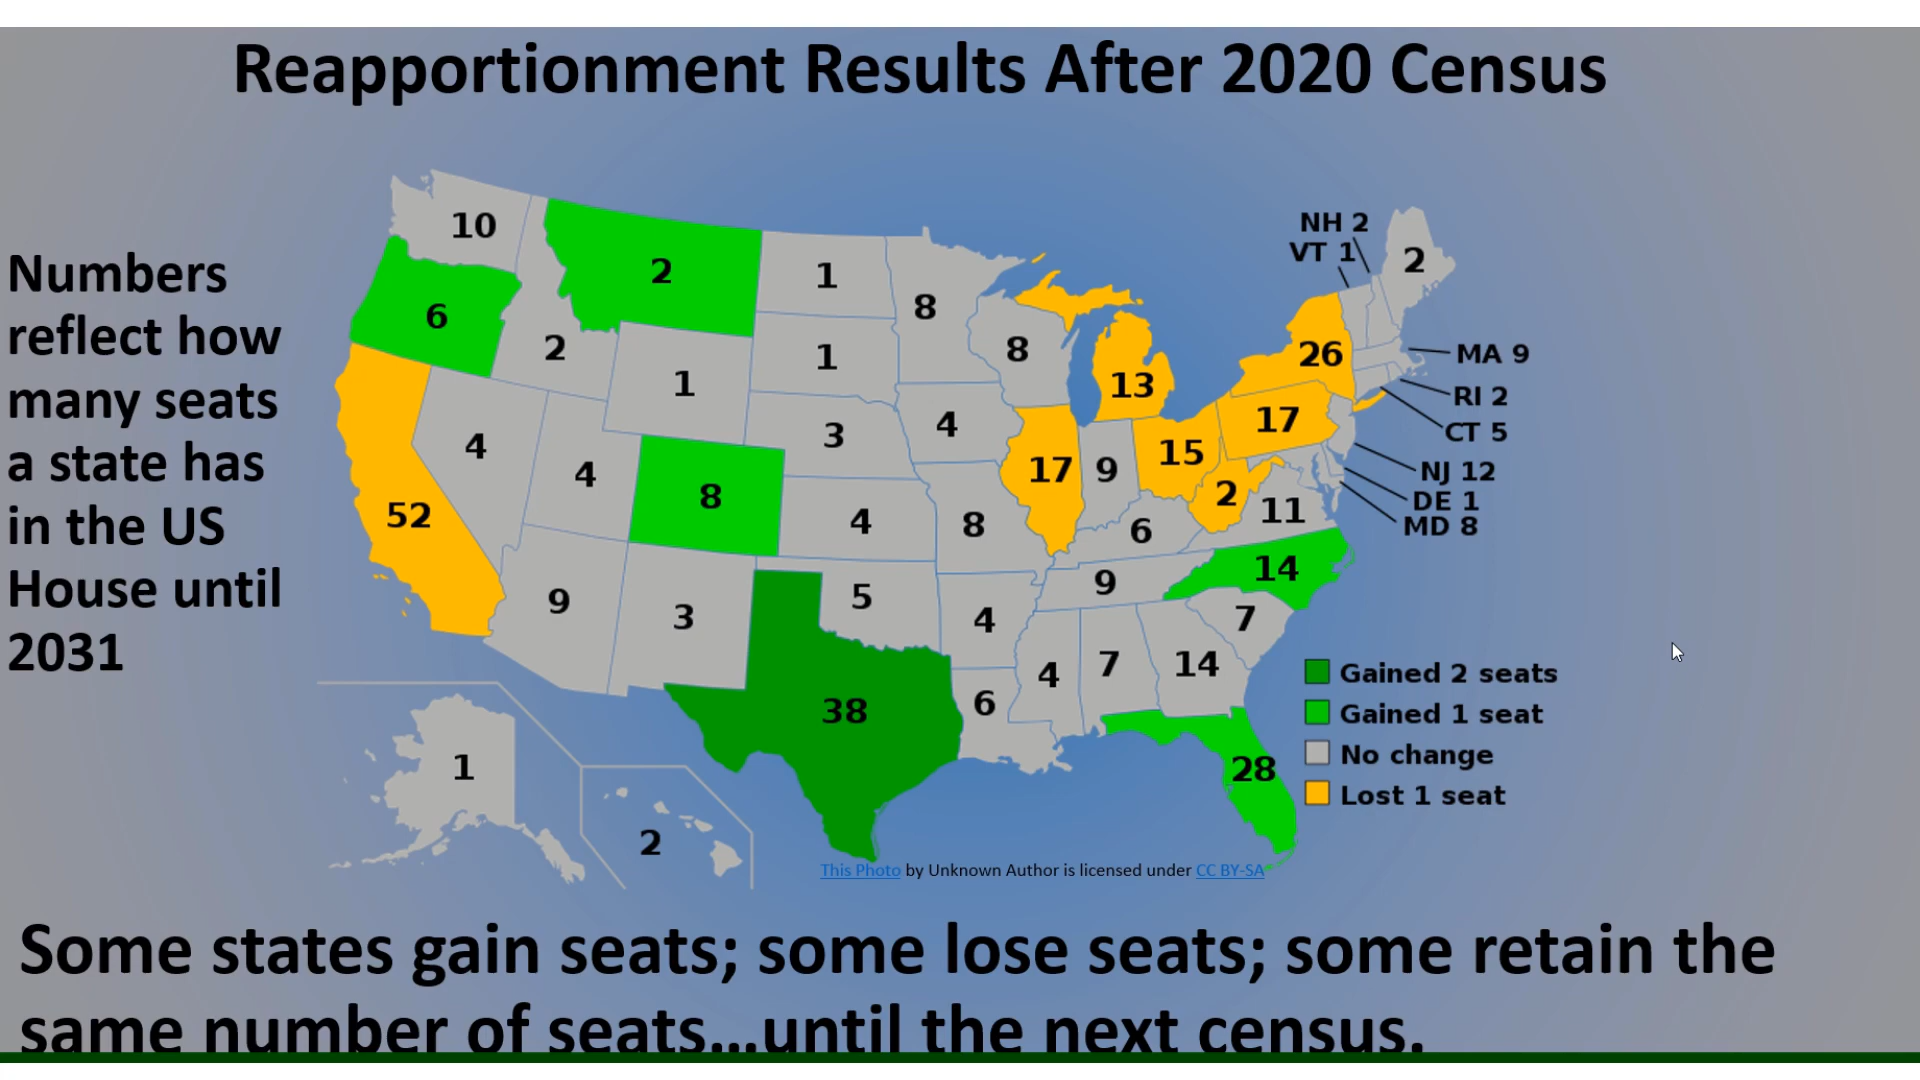 Reapportionment Results After 2020 Census
Numbers
reflect how
many seats
a state has
in the US
House until
2031
10
6
2
2
1
1
1
8
8
4
3
4
4
8
52
9
3
4
5
38
8
4
6
17
13
9
15
17
26
2
11
6
9
14
7
4
7
14
28
1
2
2
NH 2
VT 1
MA 9
RI 2
CT 5
NJ 12
DE 1
MD 8
Gained 2 seats
Gained 1 seat
No change
Lost 1 seat
This Photo by Unknown Author is licensed under CC BY-SA
Some states gain seats; some lose seats; some retain the
same number of seats...until the next census.